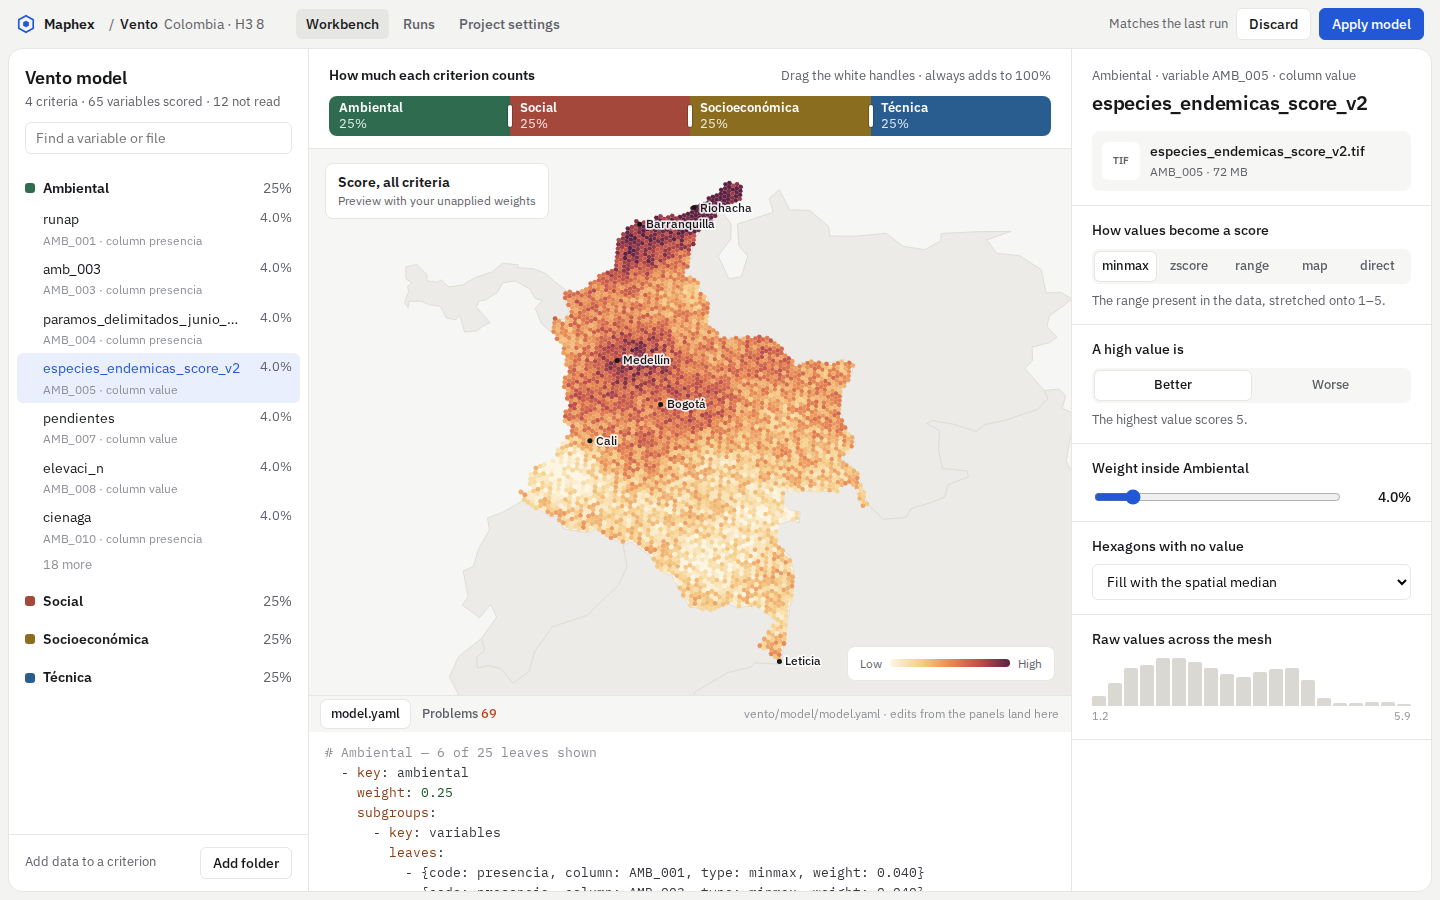 Maphex / Vento Colombia · H3 8
Workbench Runs Project settings
Matches the last run Discard Apply model
Vento model
4 criteria · 65 variables scored · 12 not read
Find a variable or file
Ambiental 25%
runap 4.0%
AMB_001 · column presencia
amb_003 4.0%
AMB_003 · column presencia
paramos_delimitados_junio_... 4.0%
AMB_004 · column presencia
especies_endemicas_score_v2 4.0%
AMB_005 · column value
pendientes 4.0%
AMB_007 · column value
elevaci_n 4.0%
AMB_008 · column value
cienaga 4.0%
AMB_010 · column presencia
18 more
Social 25%
Socioeconómica 25%
Técnica 25%
Add data to a criterion Add folder
How much each criterion counts
Drag the white handles · always adds to 100%
Ambiental
25%
Social
25%
Socioeconómica
25%
Técnica
25%
Score, all criteria
Preview with your unapplied weights
Riohacha
Barranquilla
Medellín
Bogotá
Cali
Leticia
Low High
model.yaml Problems 69
vento/model/model.yaml · edits from the panels land here
# Ambiental — 6 of 25 leaves shown
- key: ambiental
weight: 0.25
subgroups:
- key: variables
leaves:
- {code: presencia, column: AMB_001, type: minmax, weight: 0.040}
- {code: presencia, column: AMB_003, type: minmax, weight: 0.040}
Ambiental · variable AMB_005 · column value
especies_endemicas_score_v2
TIF
especies_endemicas_score_v2.tif
AMB_005 · 72 MB
How values become a score
minmax zscore range map direct
The range present in the data, stretched onto 1–5.
A high value is
Better Worse
The highest value scores 5.
Weight inside Ambiental
4.0%
Hexagons with no value
Fill with the spatial median
Raw values across the mesh
1.2 5.9